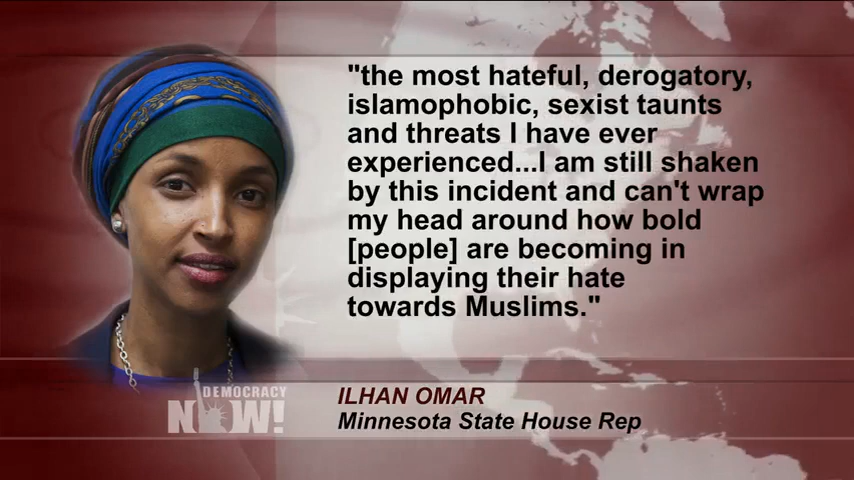 "the most hateful, derogatory,
islamophobic, sexist taunts
and threats I have ever
experienced...I am still shaken
by this incident and can't wrap
my head around how bold
[people] are becoming in
displaying their hate
towards Muslims."
DEMOCRACY
NOW!
ILHAN OMAR
Minnesota State House Rep